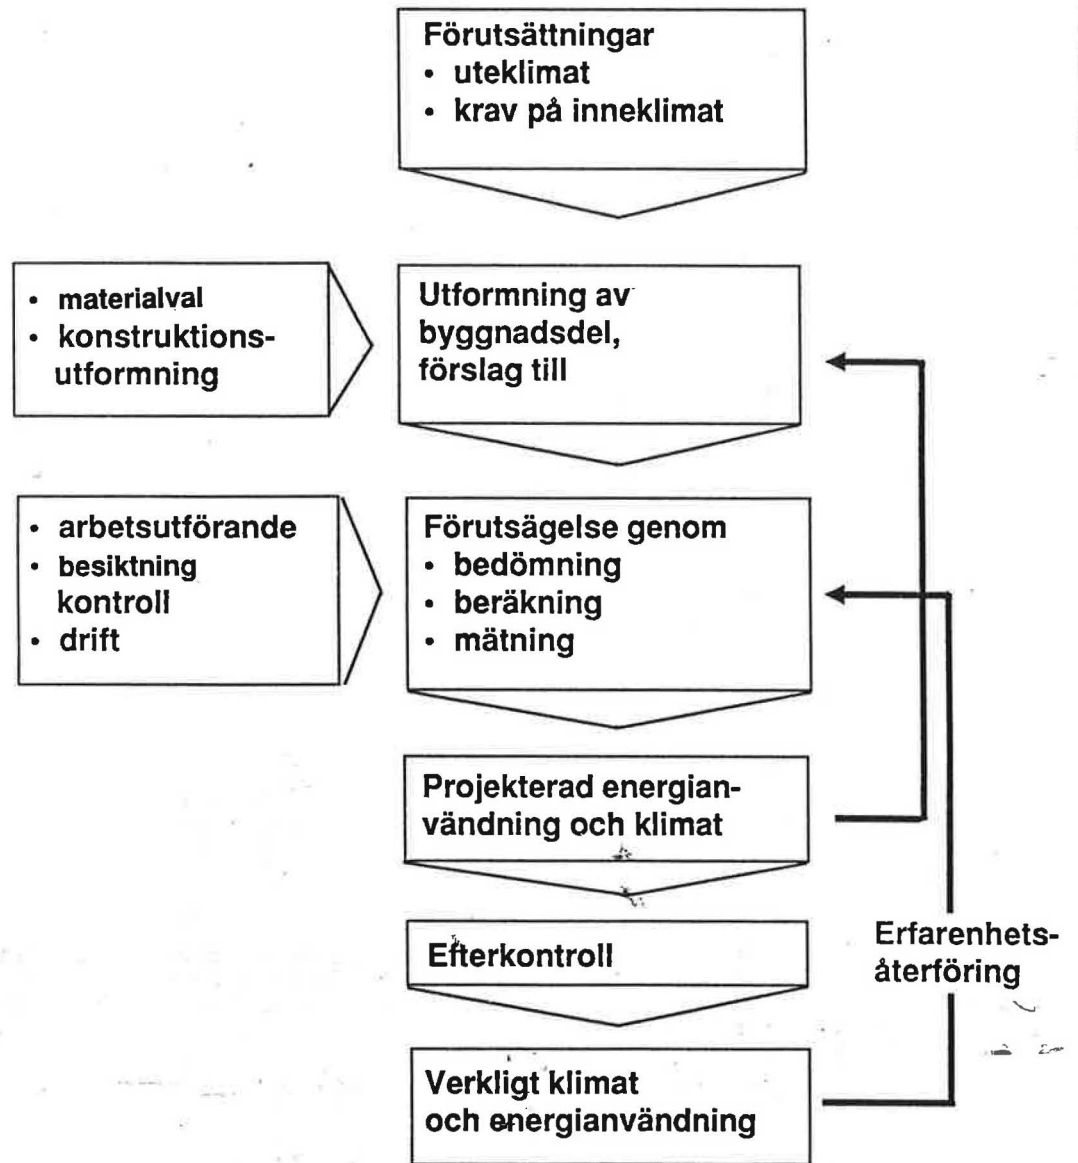 Förutsättningar
• uteklimat
• krav på inneklimat
• materialval
• konstruktions-
utformning
Utformning av
byggnadsdel,
förslag till
• arbetsutförande
• besiktning
kontroll
• drift
Förutsägelse genom
• bedömning
• beräkning
• mätning
Projekterad energian-
vändning och klimat
Efterkontroll
Erfarenhets-
återföring
Verkligt klimat
och energianvändning